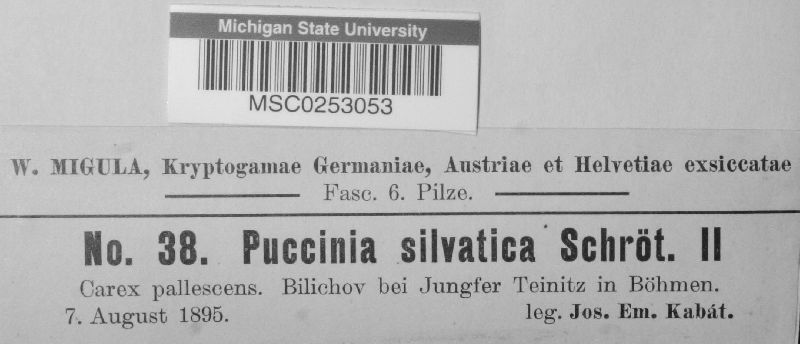 Michigan State University
MSC0253053
W. MIGULA, Kryptogamae Germaniae, Austriae et Helvetiae exsiccatae
Fasc. 6. Pilze.
No. 38. Puccinia silvatica Schröt. II
Carex pallescens. Bilichov bei Jungfer Teinitz in Böhmen.
7. August 1895. leg. Jos. Em. Kabát.